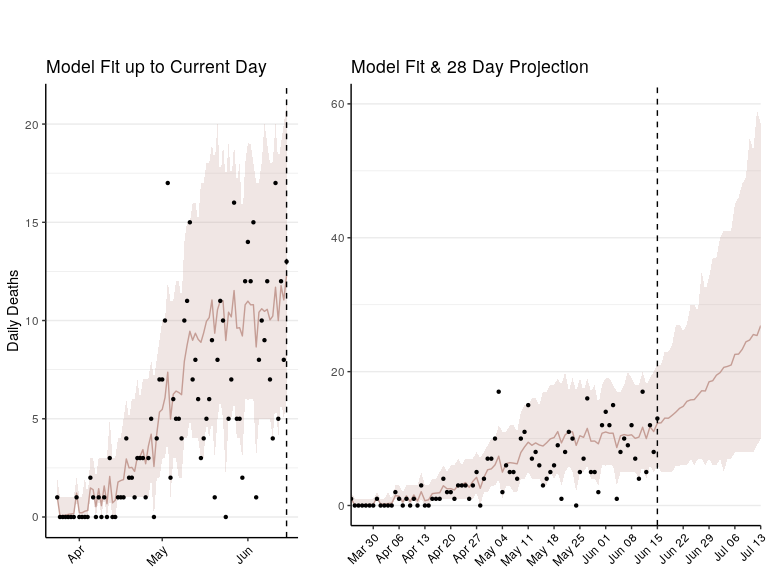 Model Fit up to Current Day
Daily Deaths
20
15
10
5
0
Apr
May
Jun
Model Fit & 28 Day Projection
60
40
20
0
Mar 30
Apr 06
Apr 13
Apr 20
Apr 27
May 04
May 11
May 18
May 25
Jun 01
Jun 08
Jun 15
Jun 22
Jun 29
Jul 06
Jul 13